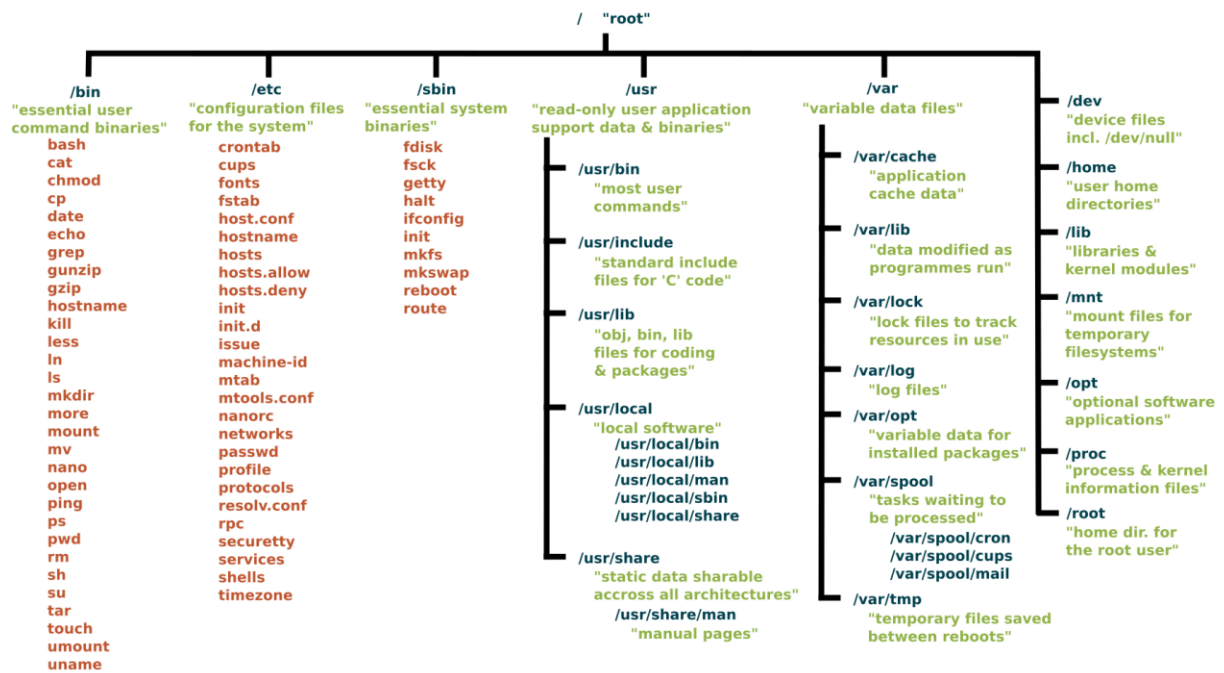 / "root"
/bin
"essential user
command binaries"
bash
cat
chmod
cp
date
echo
grep
gunzip
gzip
hostname
kill
less
ln
ls
mkdir
more
mount
mv
nano
open
ping
ps
pwd
rm
sh
su
tar
touch
umount
uname
/etc
"configuration files
for the system"
crontab
cups
fonts
fstab
host.conf
hostname
hosts
hosts.allow
hosts.deny
init
init.d
issue
machine-id
mtab
mtools.conf
nanorc
networks
passwd
profile
protocols
resolv.conf
rpc
securetty
services
shells
timezone
/sbin
"essential system
binaries"
fdisk
fsck
getty
halt
ifconfig
init
mkfs
mkswap
reboot
route
/usr
"read-only user application
support data & binaries"
/usr/bin
"most user
commands"
/usr/include
"standard include
files for 'C' code"
/usr/lib
"obj, bin, lib
files for coding
& packages"
/usr/local
"local software"
/usr/local/bin
/usr/local/lib
/usr/local/man
/usr/local/sbin
/usr/local/share
/usr/share
"static data sharable
accross all architectures"
/usr/share/man
"manual pages"
/var
"variable data files"
/var/cache
"application
cache data"
/var/lib
"data modified as
programmes run"
/var/lock
"lock files to track
resources in use"
/var/log
"log files"
/var/opt
"variable data for
installed packages"
/var/spool
"tasks waiting to
be processed"
/var/spool/cron
/var/spool/cups
/var/spool/mail
/var/tmp
"temporary files saved
between reboots"
/dev
"device files
incl. /dev/null"
/home
"user home
directories"
/lib
"libraries &
kernel modules"
/mnt
"mount files for
temporary
filesystems"
/opt
"optional software
applications"
/proc
"process & kernel
information files"
/root
"home dir. for
the root user"